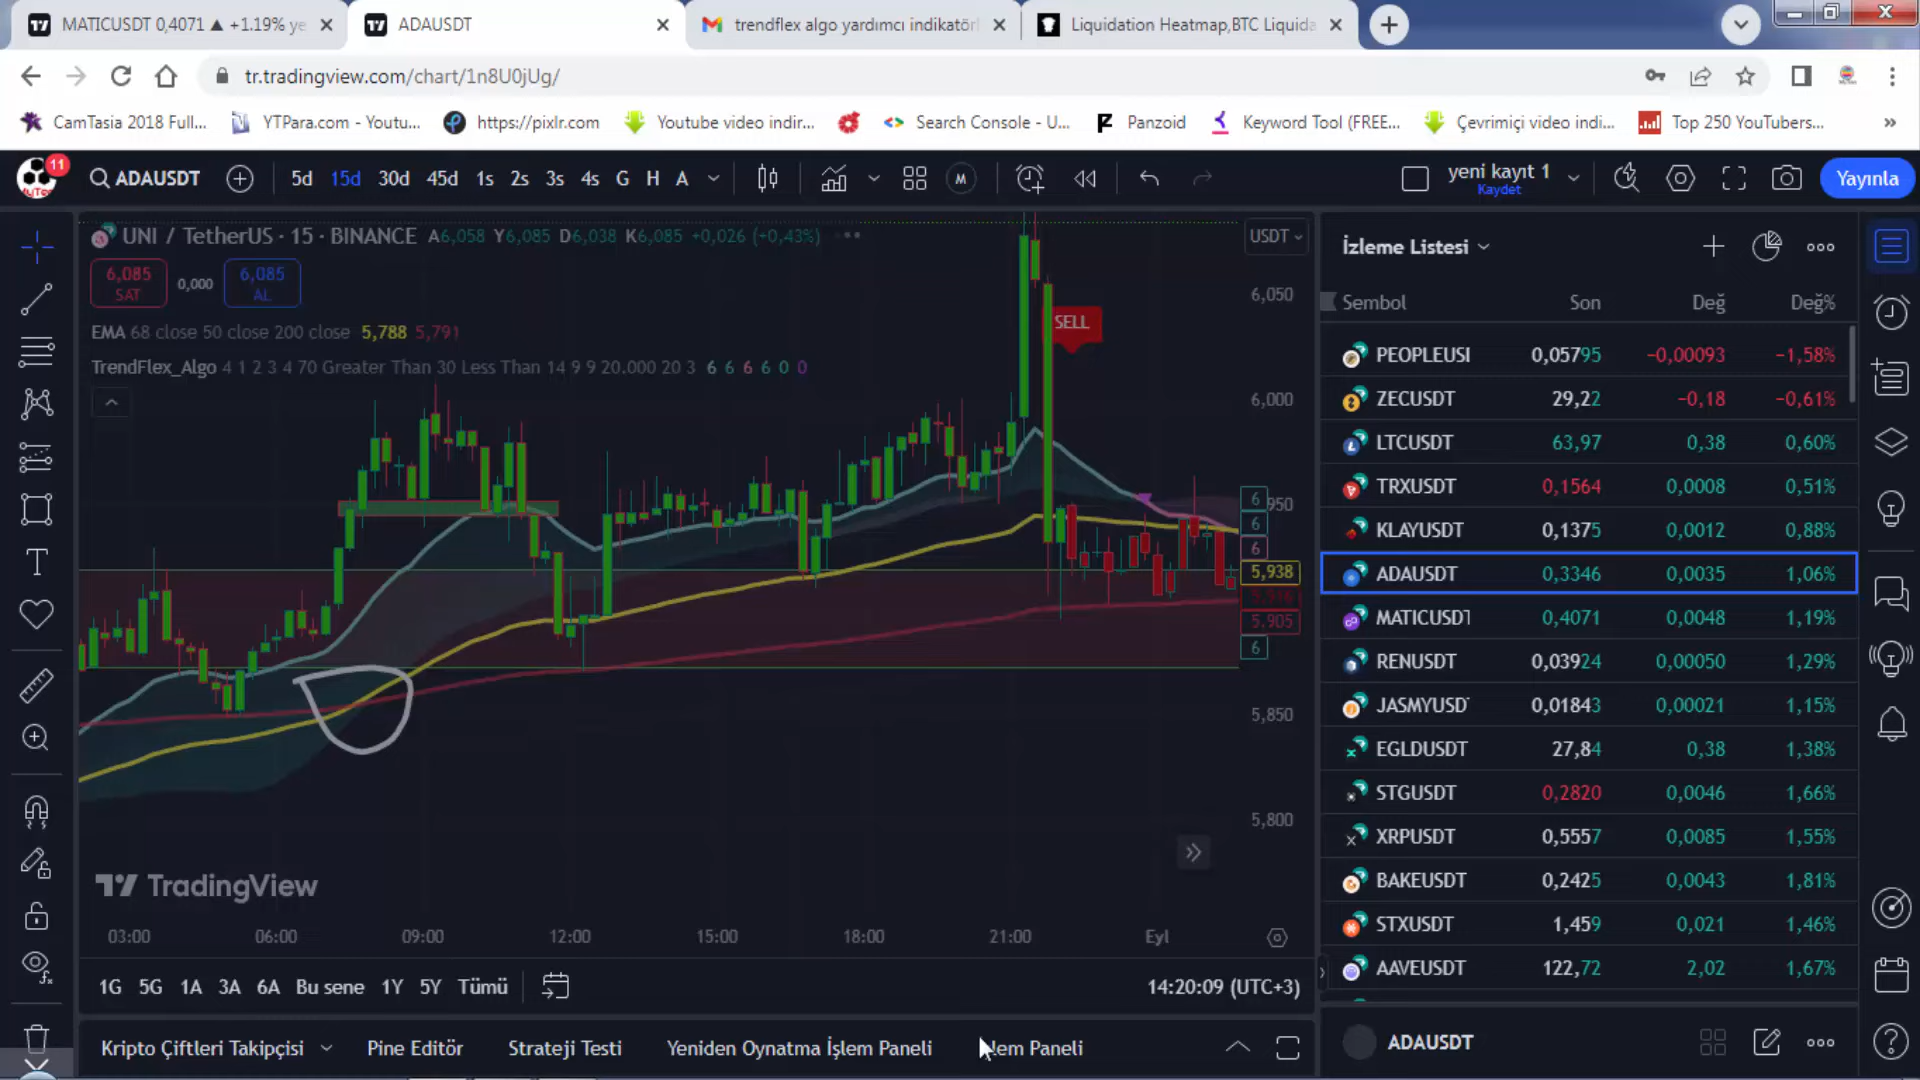 MATICUSDT 0,4071 ▲ +1.19% ye
ADAUSDT
trendflex algo yardımcı indikatörl
Liquidation Heatmap,BTC Liquida
tr.tradingview.com/chart/1n8U0jUg/
CamTasia 2018 Full...
YTPara.com - Youtu...
https://pixlr.com
Youtube video indir...
Search Console - U...
Panzoid
Keyword Tool (FREE...
Çevrimiçi video indi...
Top 250 YouTubers...
11
ADAUSDT
5d 15d 30d 45d 1s 2s 3s 4s G H A
M
yeni kayıt 1
Kaydet
Yayınla
UNI / TetherUS · 15 · BINANCE A6,058 Y6,085 D6,038 K6,085 +0,026 (+0,43%)
USDT
6,085
SAT
0,000
6,085
AL
EMA 68 close 50 close 200 close 5,788 5,791
TrendFlex_Algo 4 1 2 3 4 70 Greater Than 30 Less Than 14 9 9 20.000 20 3 6 6 6 6 0 0
SELL
6,050
6,000
6
950
6
6
5,938
5,905
6
5,850
5,800
TradingView
03:00 06:00 09:00 12:00 15:00 18:00 21:00 Eyl
1G 5G 1A 3A 6A Bu sene 1Y 5Y Tümü
14:20:09 (UTC+3)
Kripto Çiftleri Takipçisi
Pine Editör
Strateji Testi
Yeniden Oynatma İşlem Paneli
lem Paneli
İzleme Listesi
Sembol Son Değ Değ%
PEOPLEUSI 0,05795 −0,00093 −1,58%
ZECUSDT 29,22 −0,18 −0,61%
LTCUSDT 63,97 0,38 0,60%
TRXUSDT 0,1564 0,0008 0,51%
KLAYUSDT 0,1375 0,0012 0,88%
ADAUSDT 0,3346 0,0035 1,06%
MATICUSDT 0,4071 0,0048 1,19%
RENUSDT 0,03924 0,00050 1,29%
JASMYUSD 0,01843 0,00021 1,15%
EGLDUSDT 27,84 0,38 1,38%
STGUSDT 0,2820 0,0046 1,66%
XRPUSDT 0,5557 0,0085 1,55%
BAKEUSDT 0,2425 0,0043 1,81%
STXUSDT 1,459 0,021 1,46%
AAVEUSDT 122,72 2,02 1,67%
ADAUSDT